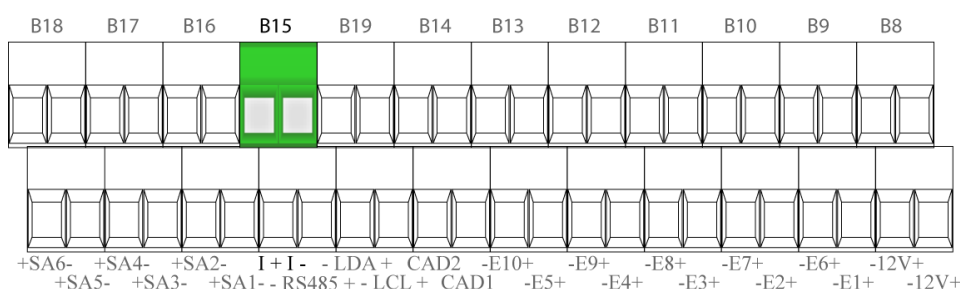 B18 B17 B16 B15 B19 B14 B13 B12 B11 B10 B9 B8
+SA6- +SA4- +SA2- I + I - - LDA + CAD2 -E10+ -E9+ -E8+ -E7+ -E6+ -12V+
+SA5- +SA3- +SA1- - RS485 + - LCL + CAD1 -E5+ -E4+ -E3+ -E2+ -E1+ -12V+